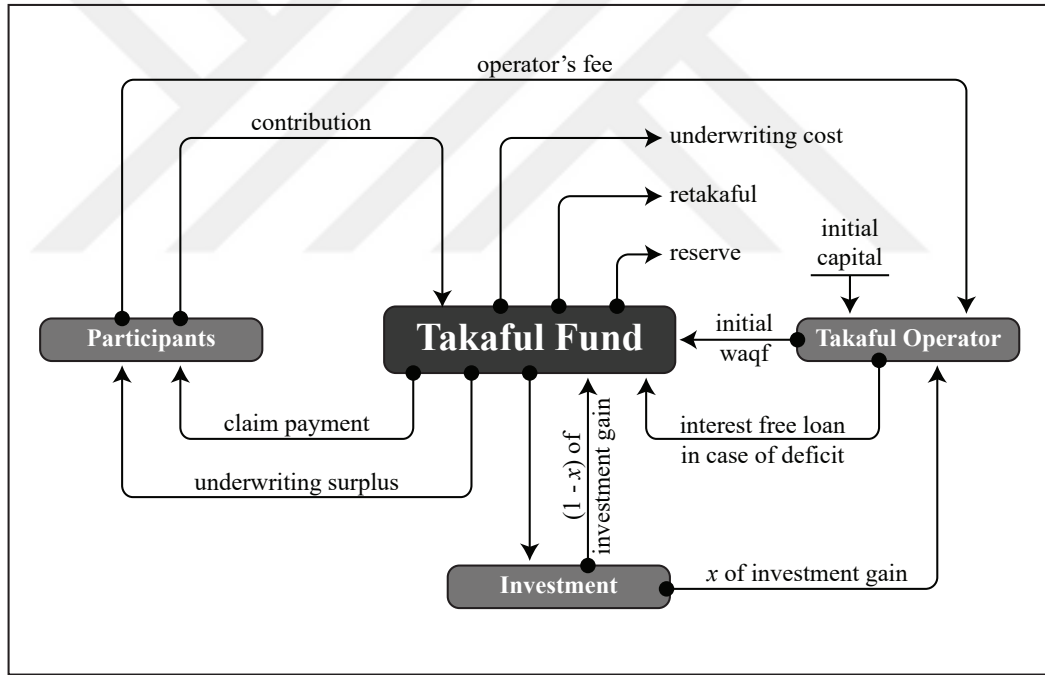 operator’s fee
contribution
underwriting cost
retakaful
reserve
initial
capital
Participants
Takaful Fund
initial
waqf
Takaful Operator
claim payment
underwriting surplus
(1 - x) of
investment gain
interest free loan
in case of deficit
Investment
x of investment gain